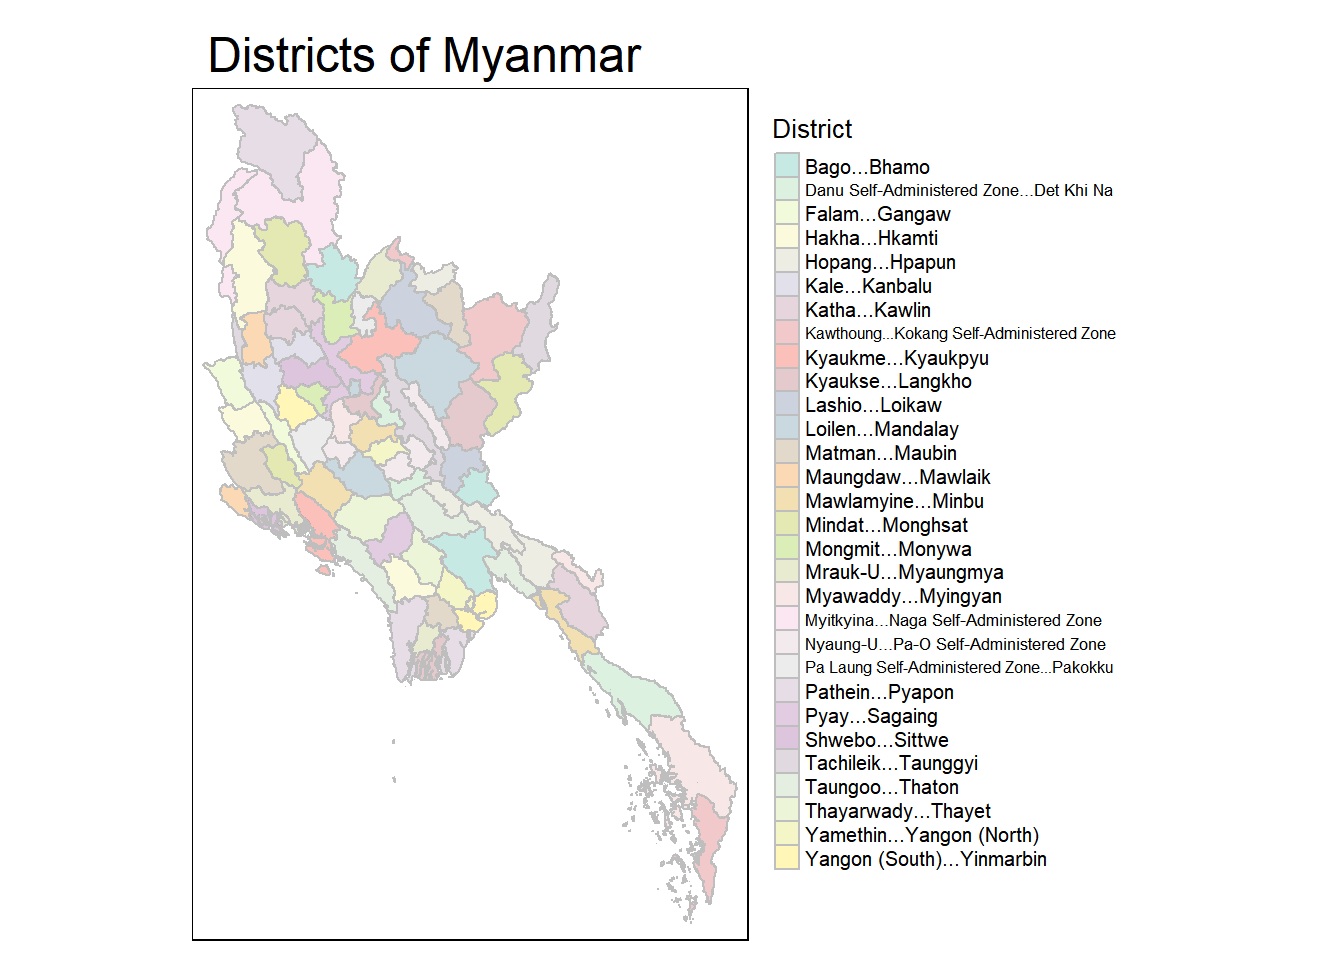 Districts of Myanmar
District
Bago...Bhamo
Danu Self-Administered Zone...Det Khi Na
Falam...Gangaw
Hakha...Hkamti
Hopang...Hpapun
Kale...Kanbalu
Katha...Kawlin
Kawthoung...Kokang Self-Administered Zone
Kyaukme...Kyaukpyu
Kyaukse...Langkho
Lashio...Loikaw
Loilen...Mandalay
Matman...Maubin
Maungdaw...Mawlaik
Mawlamyine...Minbu
Mindat...Monghsat
Mongmit...Monywa
Mrauk-U...Myaungmya
Myawaddy...Myingyan
Myitkyina...Naga Self-Administered Zone
Nyaung-U...Pa-O Self-Administered Zone
Pa Laung Self-Administered Zone...Pakokku
Pathein...Pyapon
Pyay...Sagaing
Shwebo...Sittwe
Tachileik...Taunggyi
Taungoo...Thaton
Thayarwady...Thayet
Yamethin...Yangon (North)
Yangon (South)...Yinmarbin